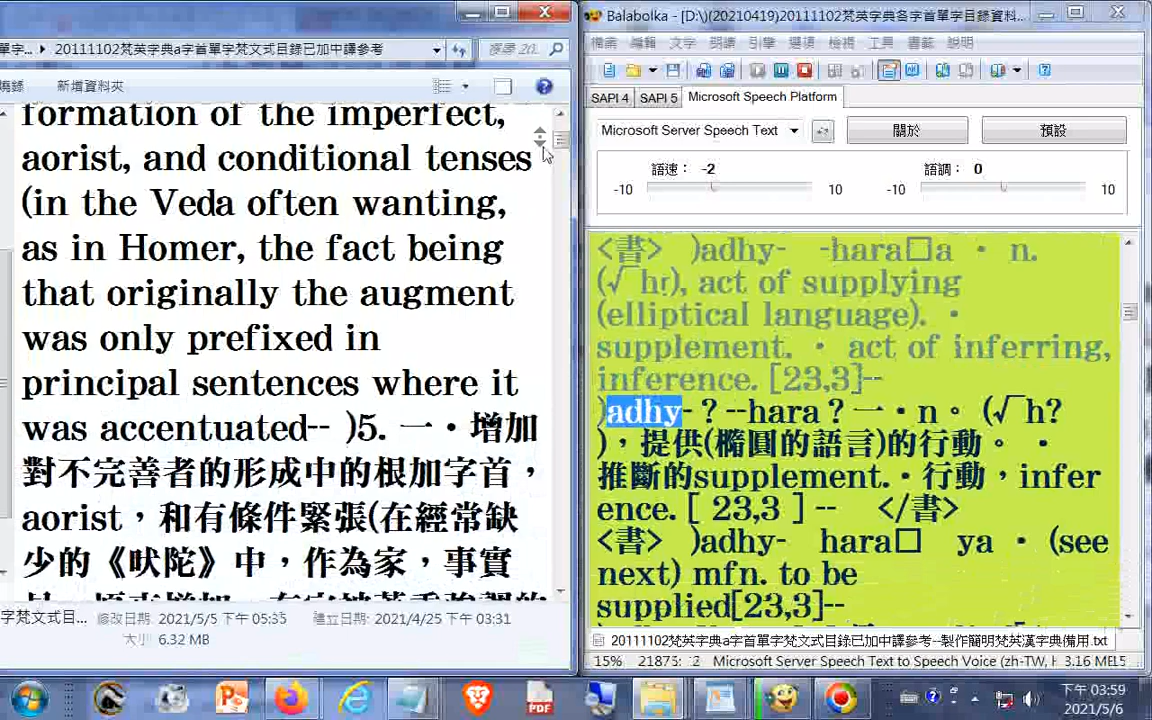 單字... ▸ 20111102梵英字典a字首單字梵文式目錄已加中譯參考
搜尋 20...
新增資料夾
formation of the imperfect,
aorist, and conditional tenses
(in the Veda often wanting,
as in Homer, the fact being
that originally the augment
was only prefixed in
principal sentences where it
was accentuated-- )5. 一・增加
對不完善者的形成中的根加字首，
aorist，和有條件緊張(在經常缺
少的《吠陀》中，作為家，事實
字梵文式目錄已... 修改日期: 2021/5/5 下午 05:35 建立日期: 2021/4/25 下午 03:31
大小: 6.32 MB
Balabolka - [D:\)(20210419)20111102梵英字典各字首單字目錄資料...
檔案 編輯 文字 朗讀 引擎 選項 檢視 工具 書籤 說明
SAPI 4 SAPI 5 Microsoft Speech Platform
Microsoft Server Speech Text 關於 預設
語速： -2 語調： 0
-10 10 -10 10
<書> )adhy- -hara□a ・ n.
(√hr), act of supplying
(elliptical language). ・
supplement. ・ act of inferring,
inference. [23,3]--
)adhy-？--hara？一・n。(√h?
)，提供(橢圓的語言)的行動。 ・
推斷的supplement.・行動，infer
ence. [ 23,3 ] -- </書>
<書> )adhy- hara□ ya ・ (see
next) mfn. to be
supplied[23,3]--
20111102梵英字典a字首單字梵文式目錄已加中譯參考--製作簡明梵英漢字典備用.txt
15% 21873: 2 Microsoft Server Speech Text to Speech Voice (zh-TW, H 3.16 МБ
PDF
下午 03:59
2021/5/6